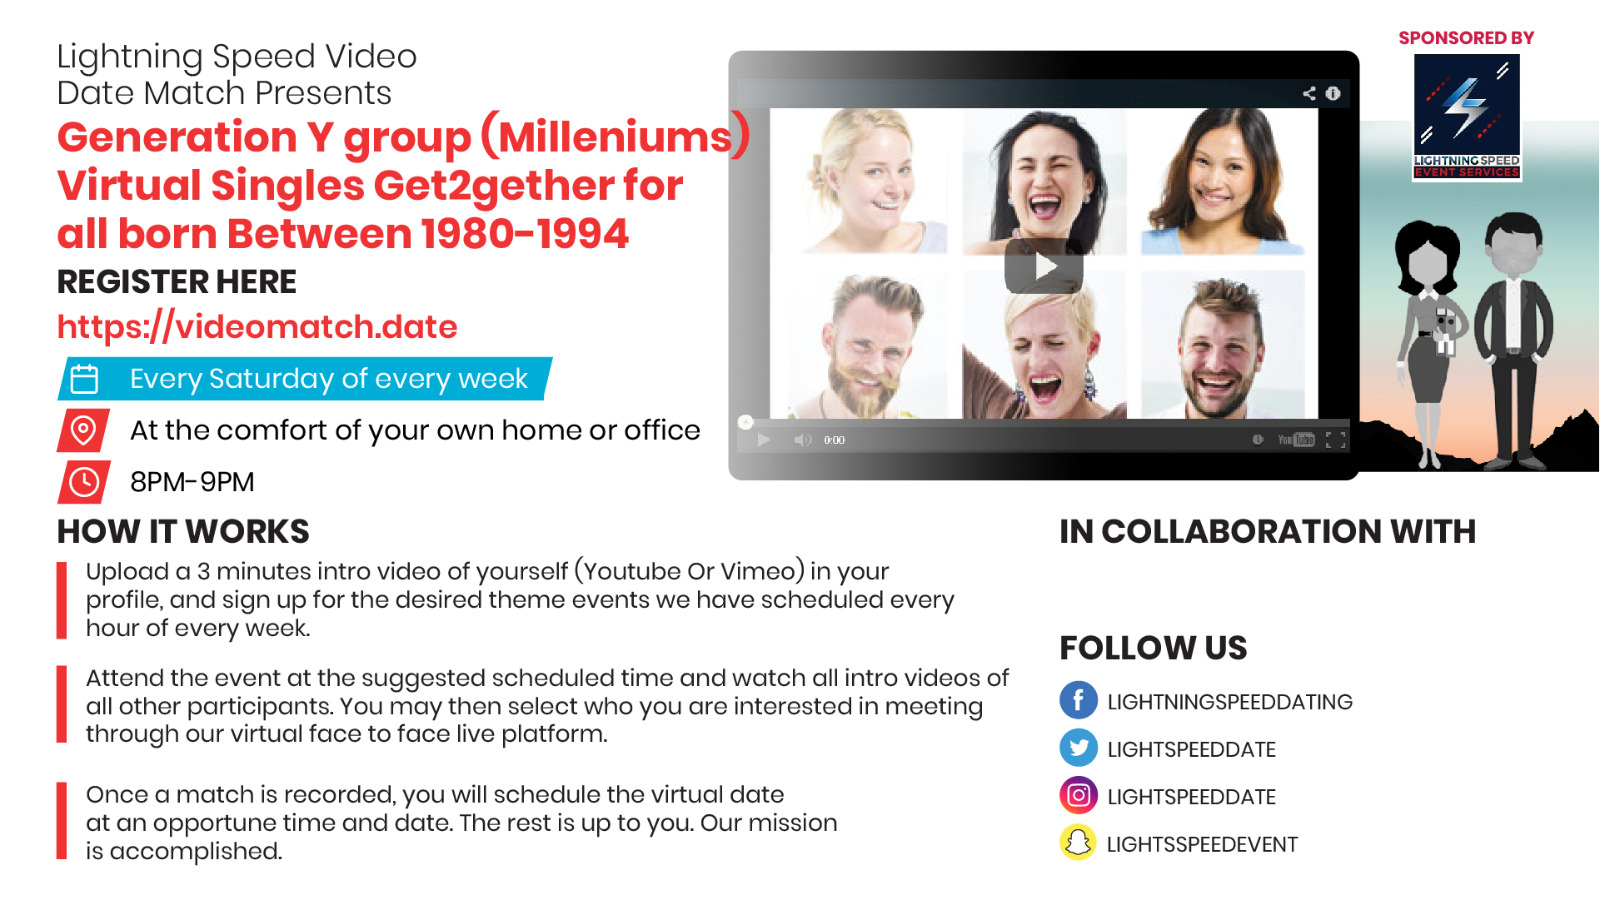 Lightning Speed Video
Date Match Presents
Generation Y group (Milleniums)
Virtual Singles Get2gether for
all born Between 1980-1994
REGISTER HERE
https://videomatch.date
Every Saturday of every week
At the comfort of your own home or office
8PM-9PM
0:00
YouTube
SPONSORED BY
LIGHTNING SPEED
EVENT SERVICES
HOW IT WORKS
Upload a 3 minutes intro video of yourself (Youtube Or Vimeo) in your
profile, and sign up for the desired theme events we have scheduled every
hour of every week.
Attend the event at the suggested scheduled time and watch all intro videos of
all other participants. You may then select who you are interested in meeting
through our virtual face to face live platform.
Once a match is recorded, you will schedule the virtual date
at an opportune time and date. The rest is up to you. Our mission
is accomplished.
IN COLLABORATION WITH
FOLLOW US
LIGHTNINGSPEEDDATING
LIGHTSPEEDDATE
LIGHTSPEEDDATE
LIGHTSSPEEDEVENT